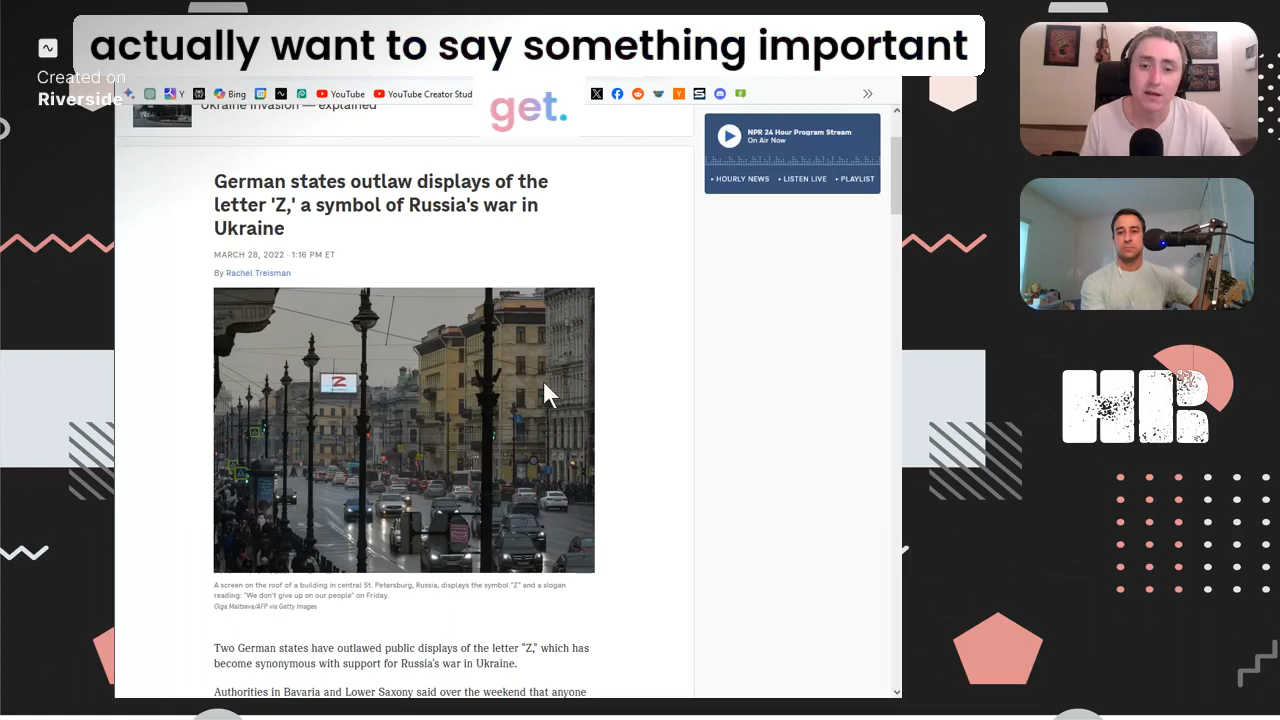 actually want to say something important
get.
Created on
Riverside
Y
Bing
YouTube
YouTube Creator Stud
Ukraine invasion — explained
German states outlaw displays of the
letter 'Z,' a symbol of Russia's war in
Ukraine
MARCH 28, 2022 · 1:16 PM ET
By Rachel Treisman
Z
A screen on the roof of a building in central St. Petersburg, Russia, displays the symbol "Z" and a slogan
reading: "We don't give up on our people" on Friday.
Olga Maltseva/AFP via Getty Images
Two German states have outlawed public displays of the letter "Z," which has
become synonymous with support for Russia's war in Ukraine.
Authorities in Bavaria and Lower Saxony said over the weekend that anyone
NPR 24 Hour Program Stream
On Air Now
HOURLY NEWS
LISTEN LIVE
PLAYLIST
HR